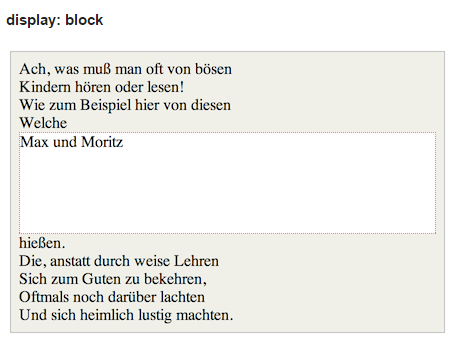 display: block
Ach, was muß man oft von bösen
Kindern hören oder lesen!
Wie zum Beispiel hier von diesen
Welche
Max und Moritz
hießen.
Die, anstatt durch weise Lehren
Sich zum Guten zu bekehren,
Oftmals noch darüber lachten
Und sich heimlich lustig machten.